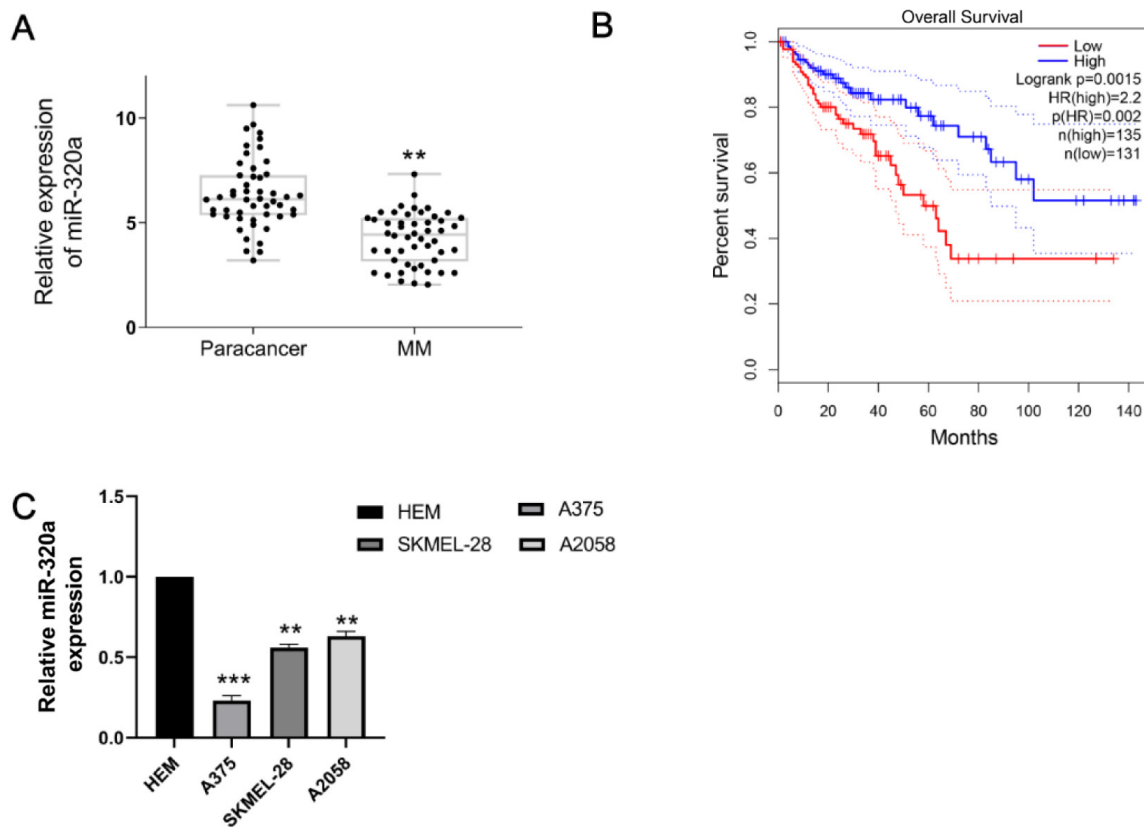 A
Relative expression
of miR-320a
10
5
0
**
Paracancer
MM
B
Overall Survival
Percent survival
1.0
0.8
0.6
0.4
0.2
0.0
Low
High
Logrank p=0.0015
HR(high)=2.2
p(HR)=0.002
n(high)=135
n(low)=131
0 20 40 60 80 100 120 140
Months
C
Relative miR-320a
expression
1.5
1.0
0.5
0.0
HEM
A375
SKMEL-28
A2058
***
**
**
HEM
A375
SKMEL-28
A2058